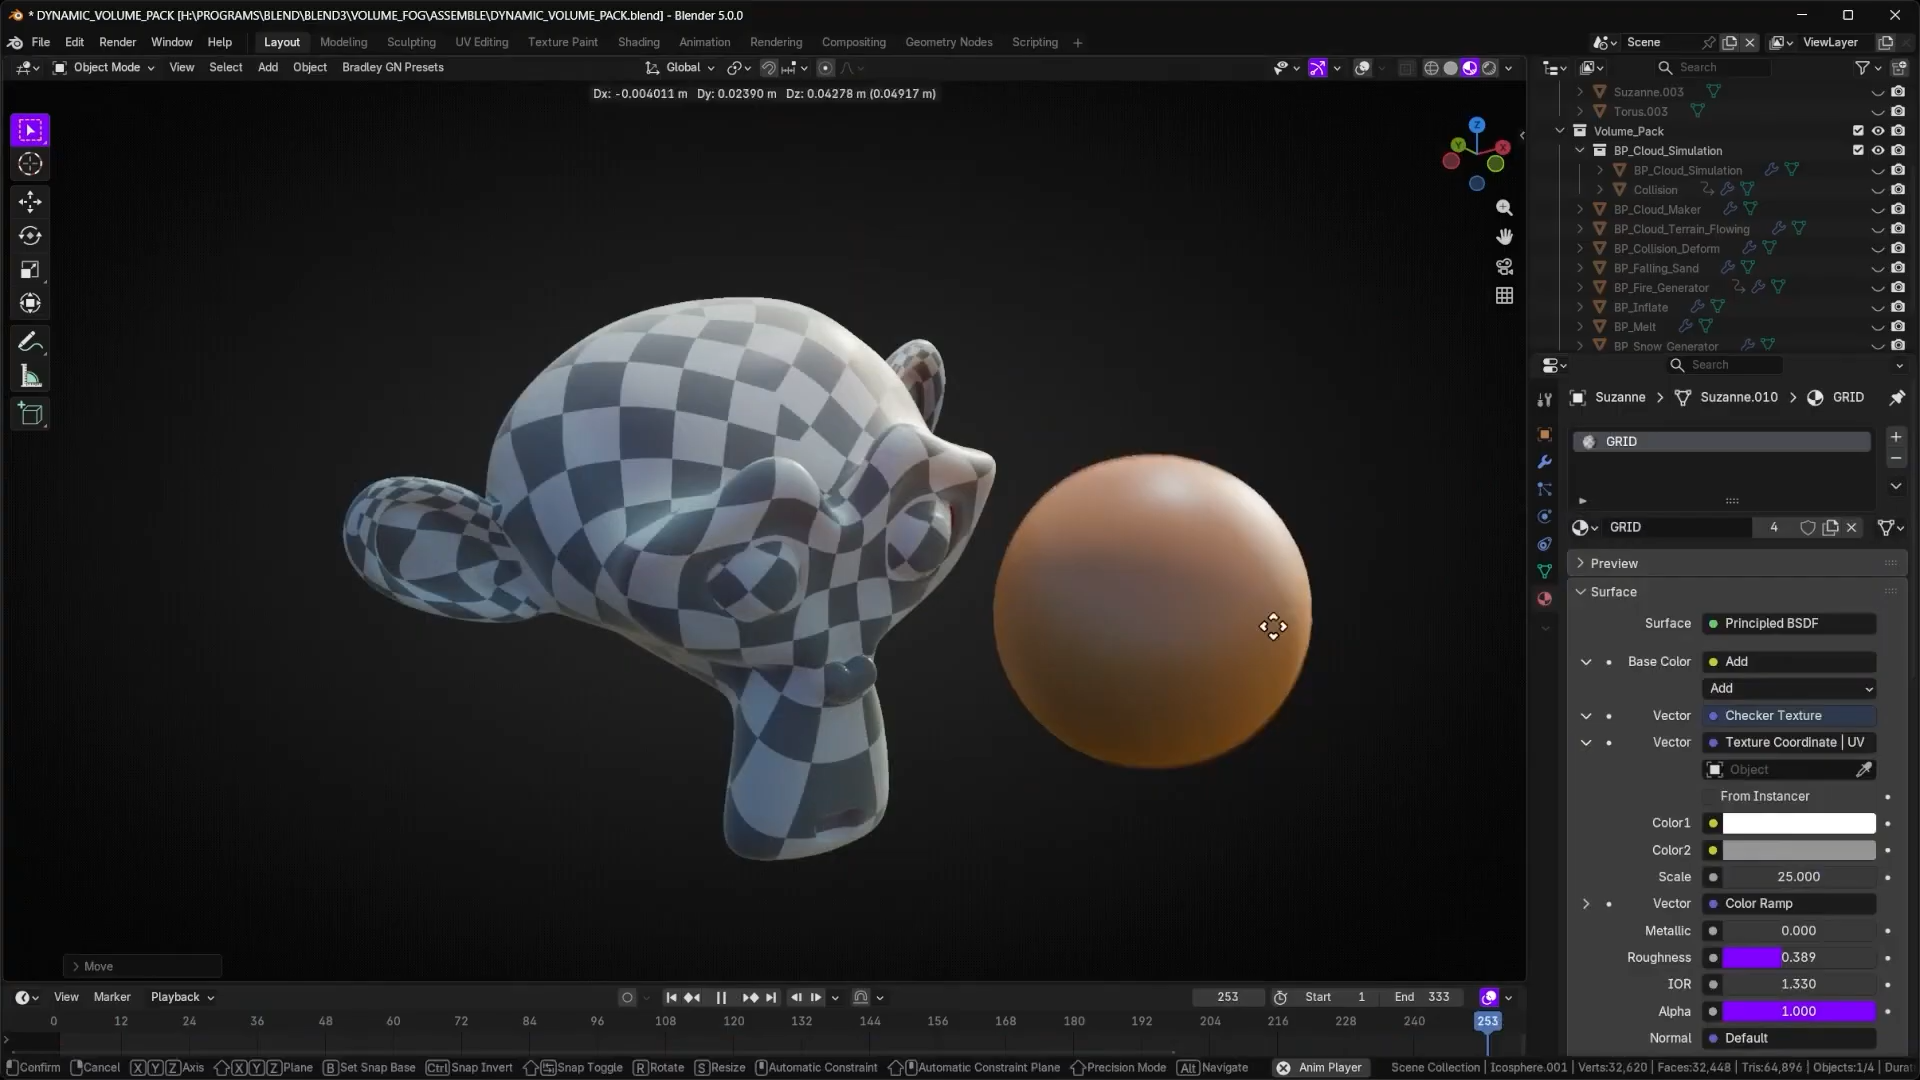 * DYNAMIC_VOLUME_PACK [H:\PROGRAMS\BLEND\BLEND3\VOLUME_FOG\ASSEMBLE\DYNAMIC_VOLUME_PACK.blend] - Blender 5.0.0
File Edit Render Window Help Layout Modeling Sculpting UV Editing Texture Paint Shading Animation Rendering Compositing Geometry Nodes Scripting + Scene ViewLayer
Object Mode View Select Add Object Bradley GN Presets Global Search
Dx: -0.004011 m Dy: 0.02390 m Dz: 0.04278 m (0.04917 m)
Suzanne.003
Torus.003
Volume_Pack
BP_Cloud_Simulation
BP_Cloud_Simulation
Collision
BP_Cloud_Maker
BP_Cloud_Terrain_Flowing
BP_Collision_Deform
BP_Falling_Sand
BP_Fire_Generator
BP_Inflate
BP_Melt
BP_Snow_Generator
Z
Y
X
Search
Suzanne > Suzanne.010 > GRID
GRID
GRID 4
Preview
Surface
Surface Principled BSDF
Base Color Add
Add
Vector Checker Texture
Vector Texture Coordinate | UV
Object
From Instancer
Color1
Color2
Scale 25.000
Vector Color Ramp
Metallic 0.000
Roughness 0.389
IOR 1.330
Alpha 1.000
Normal Default
Move
View Marker Playback 253 Start 1 End 333
0 12 24 36 48 60 72 84 96 108 120 132 144 156 168 180 192 204 216 228 240 253
Confirm Cancel X Y Z Axis X Y Z Plane B Set Snap Base Ctrl Snap Invert Snap Toggle R Rotate S Resize Automatic Constraint Automatic Constraint Plane Precision Mode Alt Navigate Anim Player Scene Collection | Icosphere.001 | Verts:32,620 | Faces:32,448 | Tris:64,896 | Objects:1/4 |